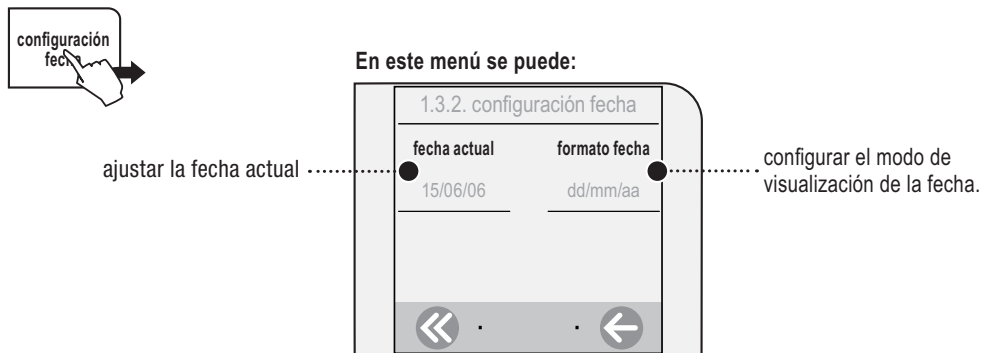 configuración
fecha
En este menú se puede:
1.3.2. configuración fecha
fecha actual
formato fecha
ajustar la fecha actual
15/06/06
dd/mm/aa
configurar el modo de
visualización de la fecha.